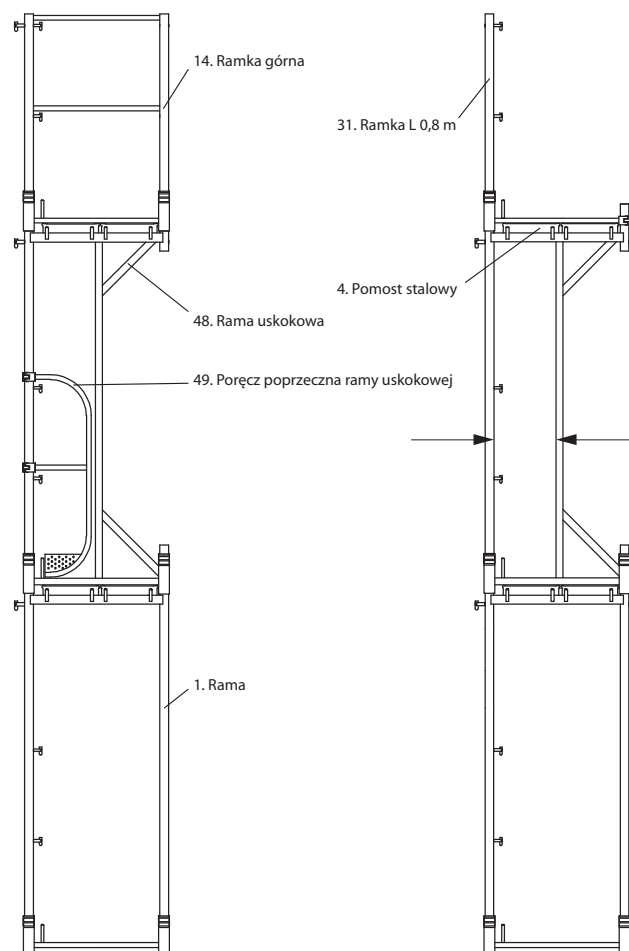 14. Ramka górna
31. Ramka L 0,8 m
4. Pomost stalowy
48. Rama uskokowa
49. Poręcz poprzeczna ramy uskokowej
1. Rama